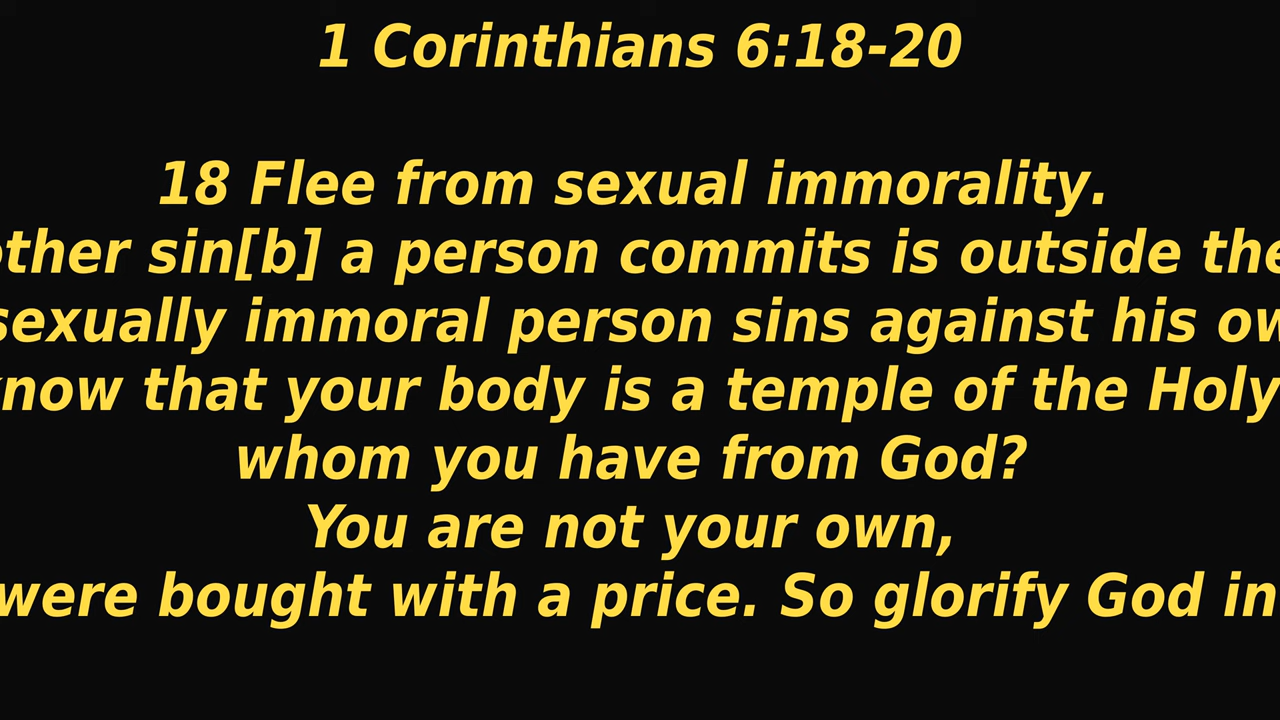 1 Corinthians 6:18-20
18 Flee from sexual immorality.
other sin[b] a person commits is outside the
sexually immoral person sins against his
know that your body is a temple of the Holy
whom you have from God?
You are not your own,
were bought with a price. So glorify God in